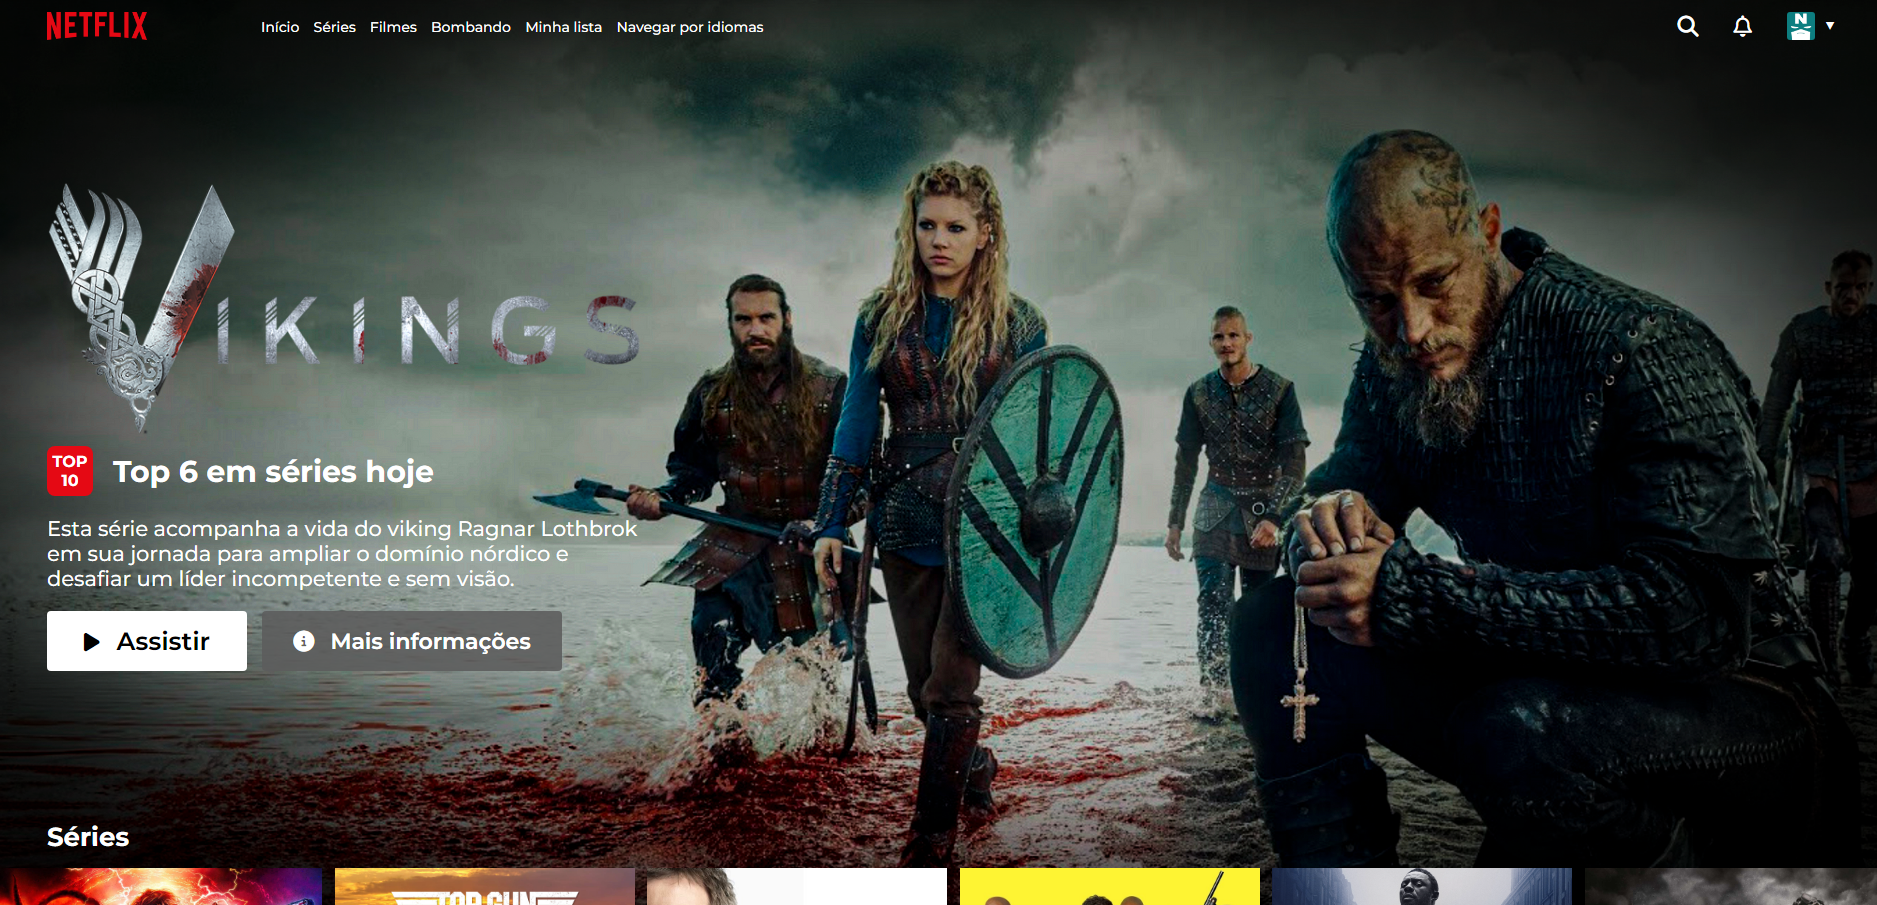 NETFLIX
Início Séries Filmes Bombando Minha lista Navegar por idiomas
N
VIKINGS
TOP
10
Top 6 em séries hoje
Esta série acompanha a vida do viking Ragnar Lothbrok
em sua jornada para ampliar o domínio nórdico e
desafiar um líder incompetente e sem visão.
Assistir
Mais informações
Séries
TOP GUN